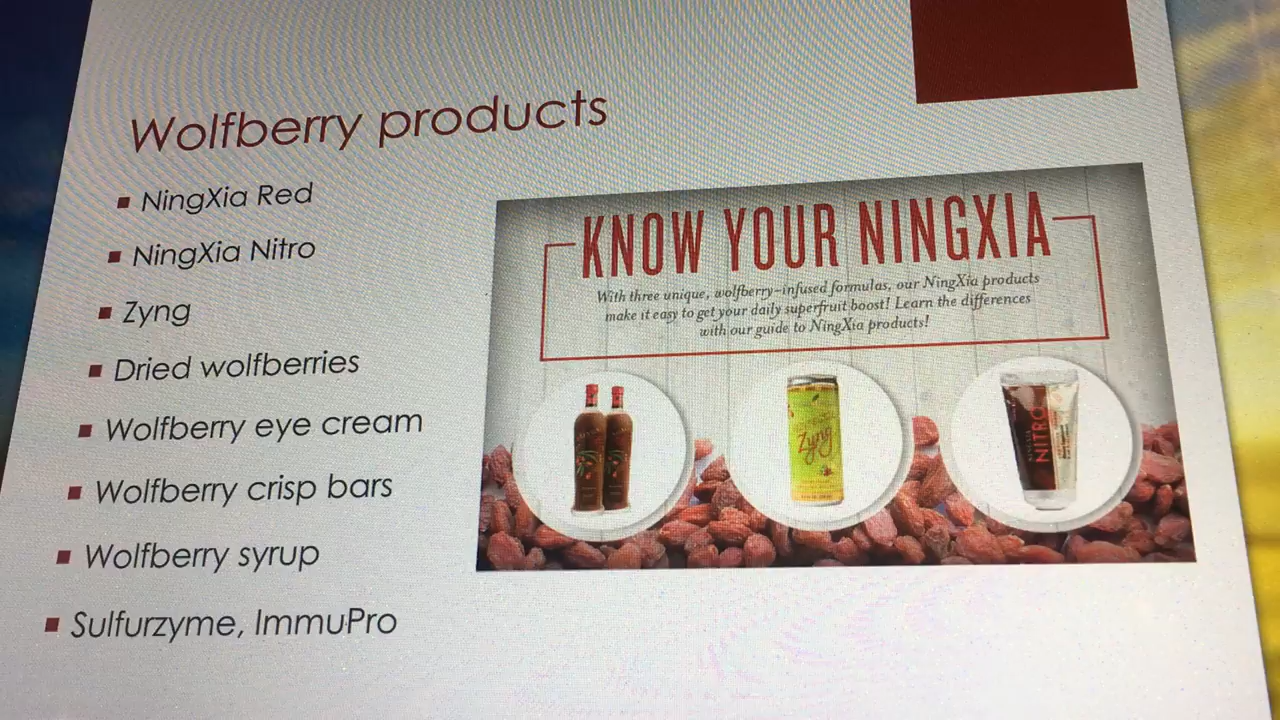 Wolfberry products
NingXia Red
NingXia Nitro
Zyng
Dried wolfberries
Wolfberry eye cream
Wolfberry crisp bars
Wolfberry syrup
Sulfurzyme, ImmuPro
KNOW YOUR NINGXIA
With three unique, wolfberry-infused formulas, our NingXia products
make it easy to get your daily superfruit boost! Learn the differences
with our guide to NingXia products!
Zyng
NINGXIA
NITRO